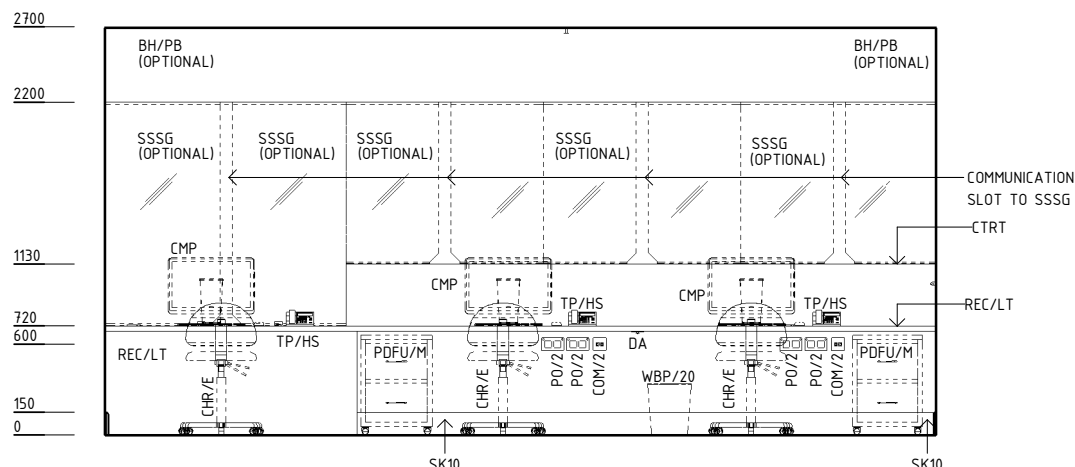 2700
BH/PB
(OPTIONAL)
BH/PB
(OPTIONAL)
2200
SSSG
(OPTIONAL)
SSSG
(OPTIONAL)
SSSG
(OPTIONAL)
SSSG
(OPTIONAL)
SSSG
(OPTIONAL)
COMMUNICATION
SLOT TO SSSG
CTRT
1130
CMP
CMP
CMP
TP/HS
TP/HS
REC/LT
720
600
REC/LT
TP/HS
PDFU/M
DA
PDFU/M
CHR/E
CHR/E
PO/2
PO/2
COM/2
WBP/20
CHR/E
PO/2
PO/2
COM/2
150
0
SK10
SK10